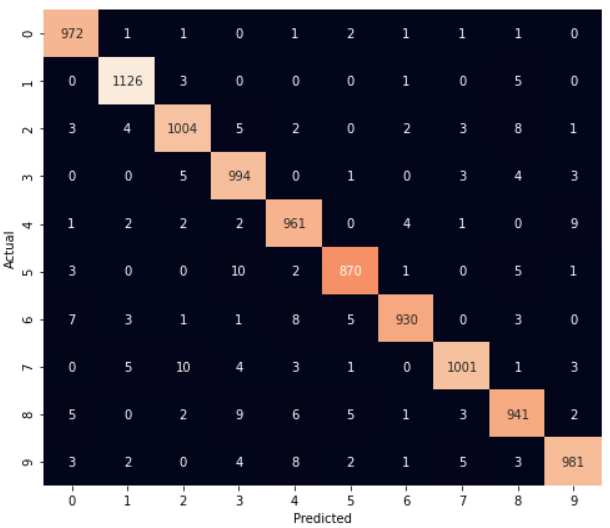 0 972 1 1 0 1 2 1 1 1 0
1 0 1126 3 0 0 0 1 0 5 0
2 3 4 1004 5 2 0 2 3 8 1
3 0 0 5 994 0 1 0 3 4 3
4 1 2 2 2 961 0 4 1 0 9
Actual
5 3 0 0 10 2 870 1 0 5 1
6 7 3 1 1 8 5 930 0 3 0
7 0 5 10 4 3 1 0 1001 1 3
8 5 0 2 9 6 5 1 3 941 2
9 3 2 0 4 8 2 1 5 3 981
0 1 2 3 4 5 6 7 8 9
Predicted